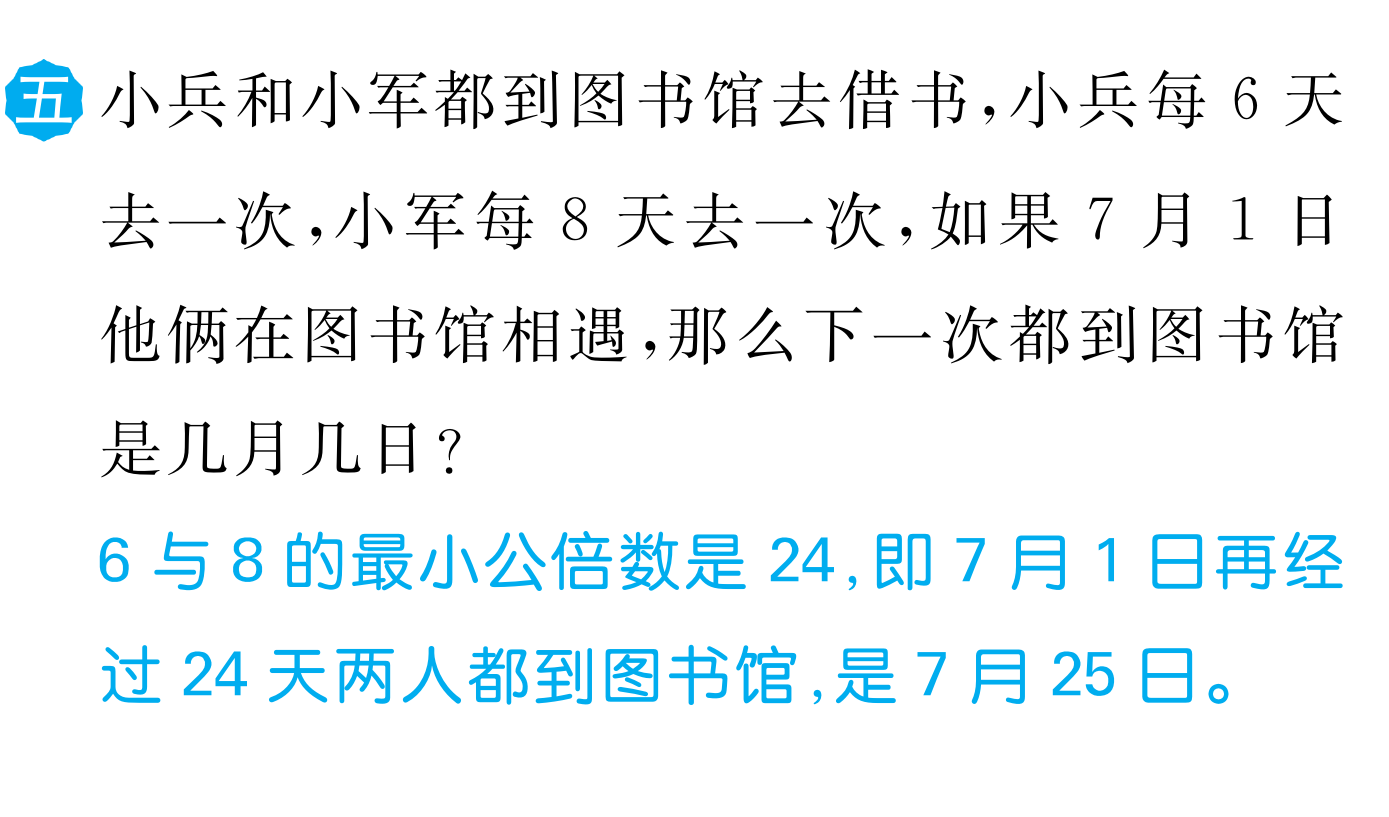 五 小兵和小军都到图书馆去借书,小兵每 6 天
去一次,小军每 8 天去一次,如果 7 月 1 日
他俩在图书馆相遇,那么下一次都到图书馆
是几月几日?
6 与 8 的最小公倍数是 24,即 7 月 1 日再经
过 24 天两人都到图书馆,是 7 月 25 日。